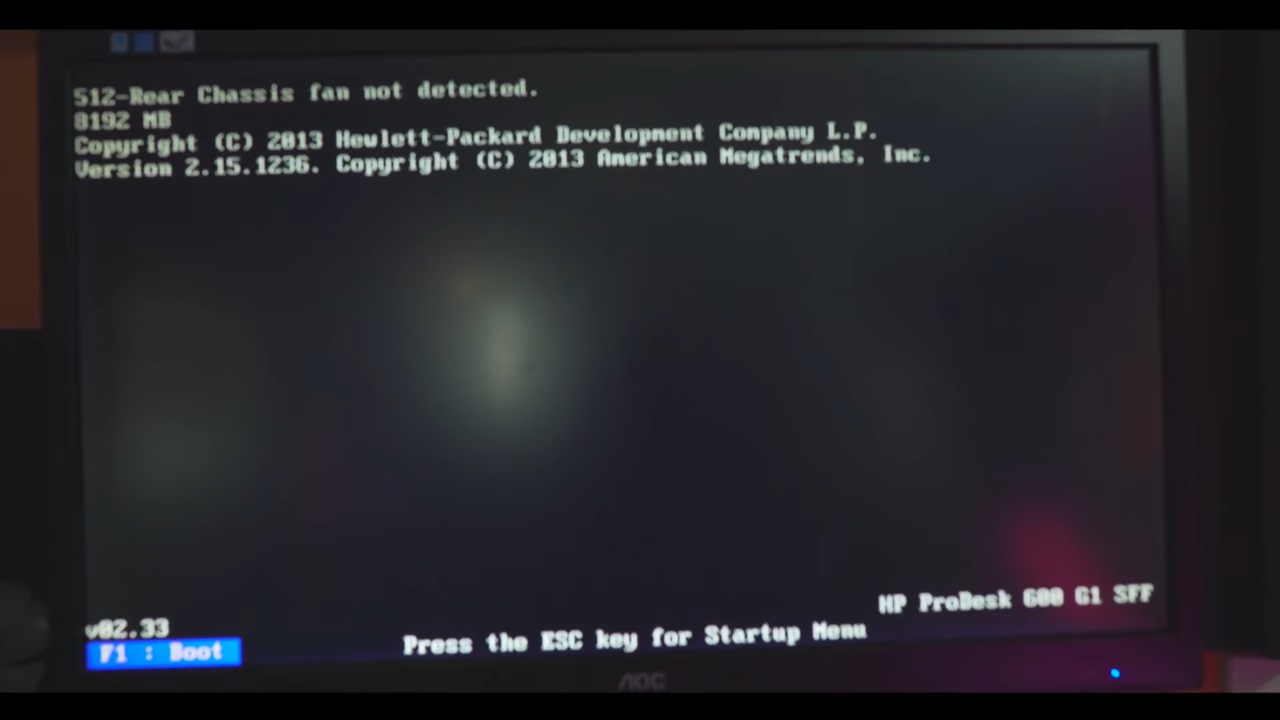 512-Rear Chassis fan not detected.
8192 MB
Copyright (C) 2013 Hewlett-Packard Development Company L.P.
Version 2.15.1236. Copyright (C) 2013 American Megatrends, Inc.
HP ProDesk 600 G1 SFF
v02.33
F1 : Boot
Press the ESC key for Startup Menu
AOC